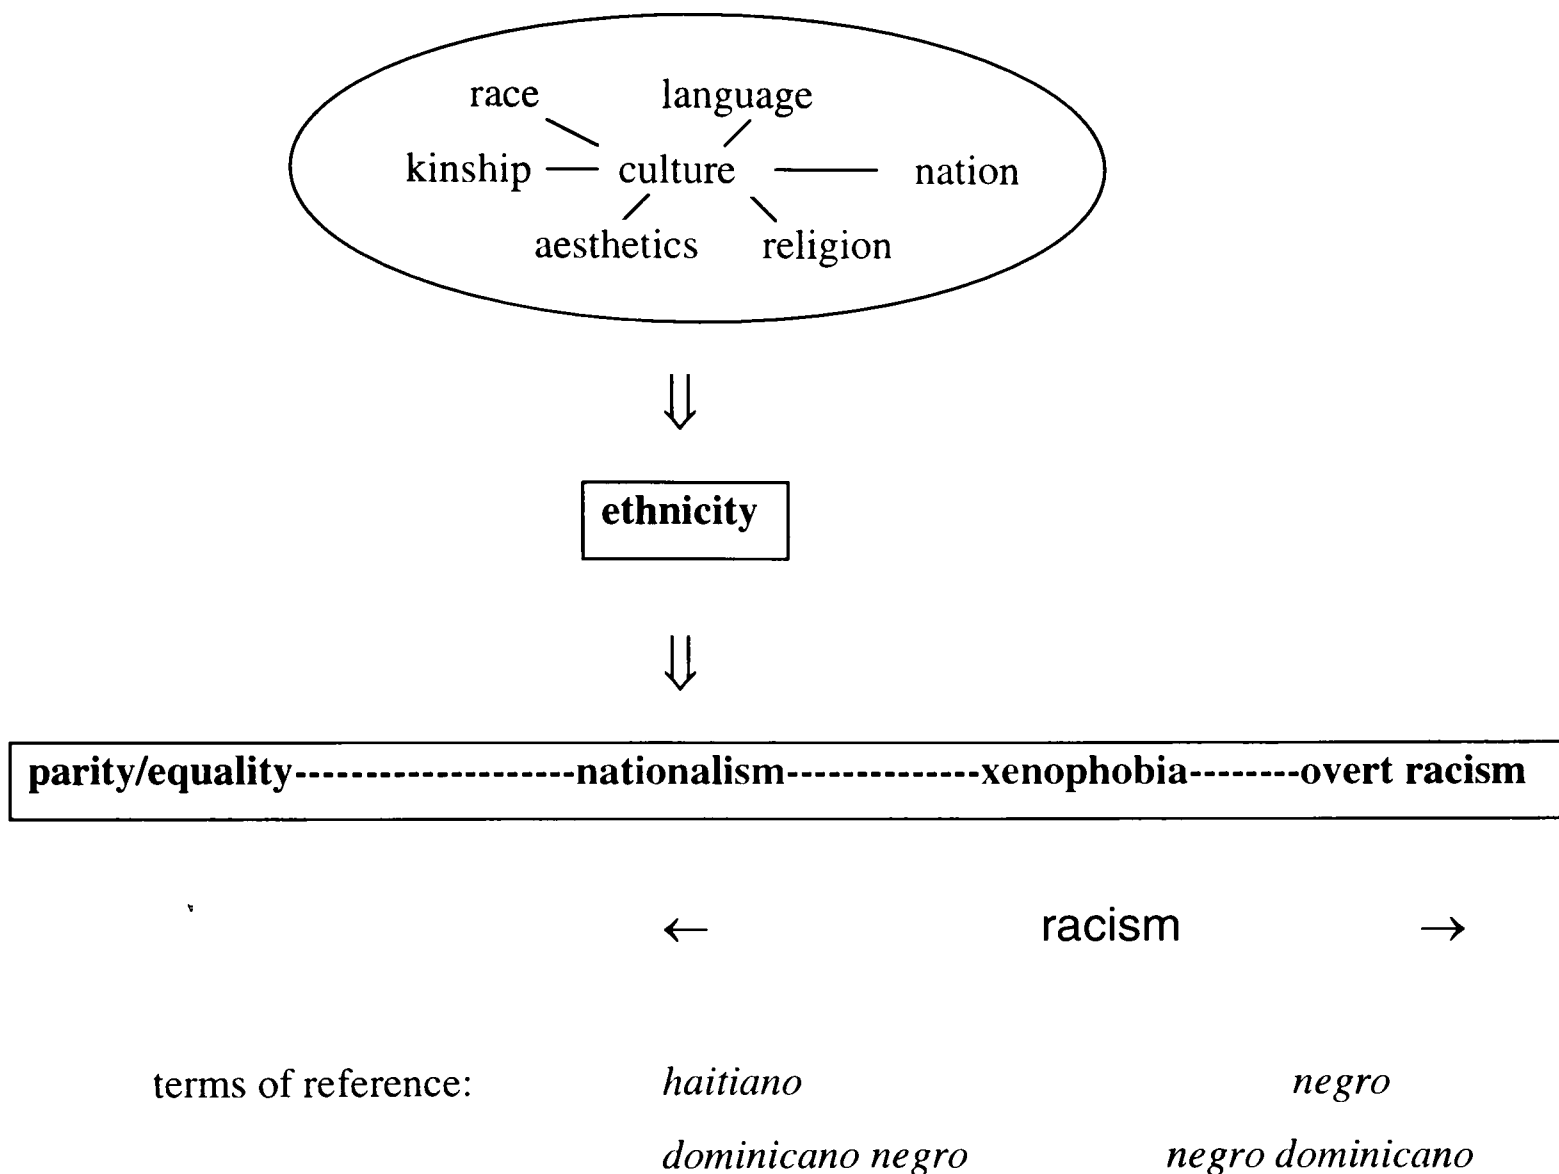 race language
kinship — culture — nation
aesthetics religion
⇓
ethnicity
⇓
parity/equality--------------------nationalism--------------xenophobia--------overt racism
← racism →
terms of reference: haitiano negro
dominicano negro negro dominicano